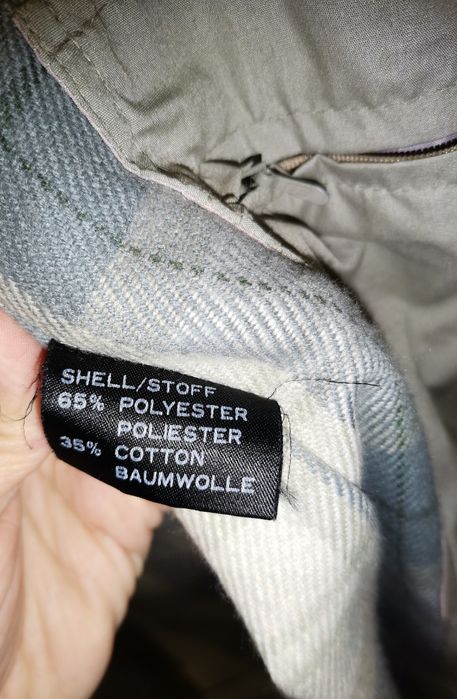 SHELL/STOFF
65% POLYESTER
POLIESTER
35% COTTON
BAUMWOLLE